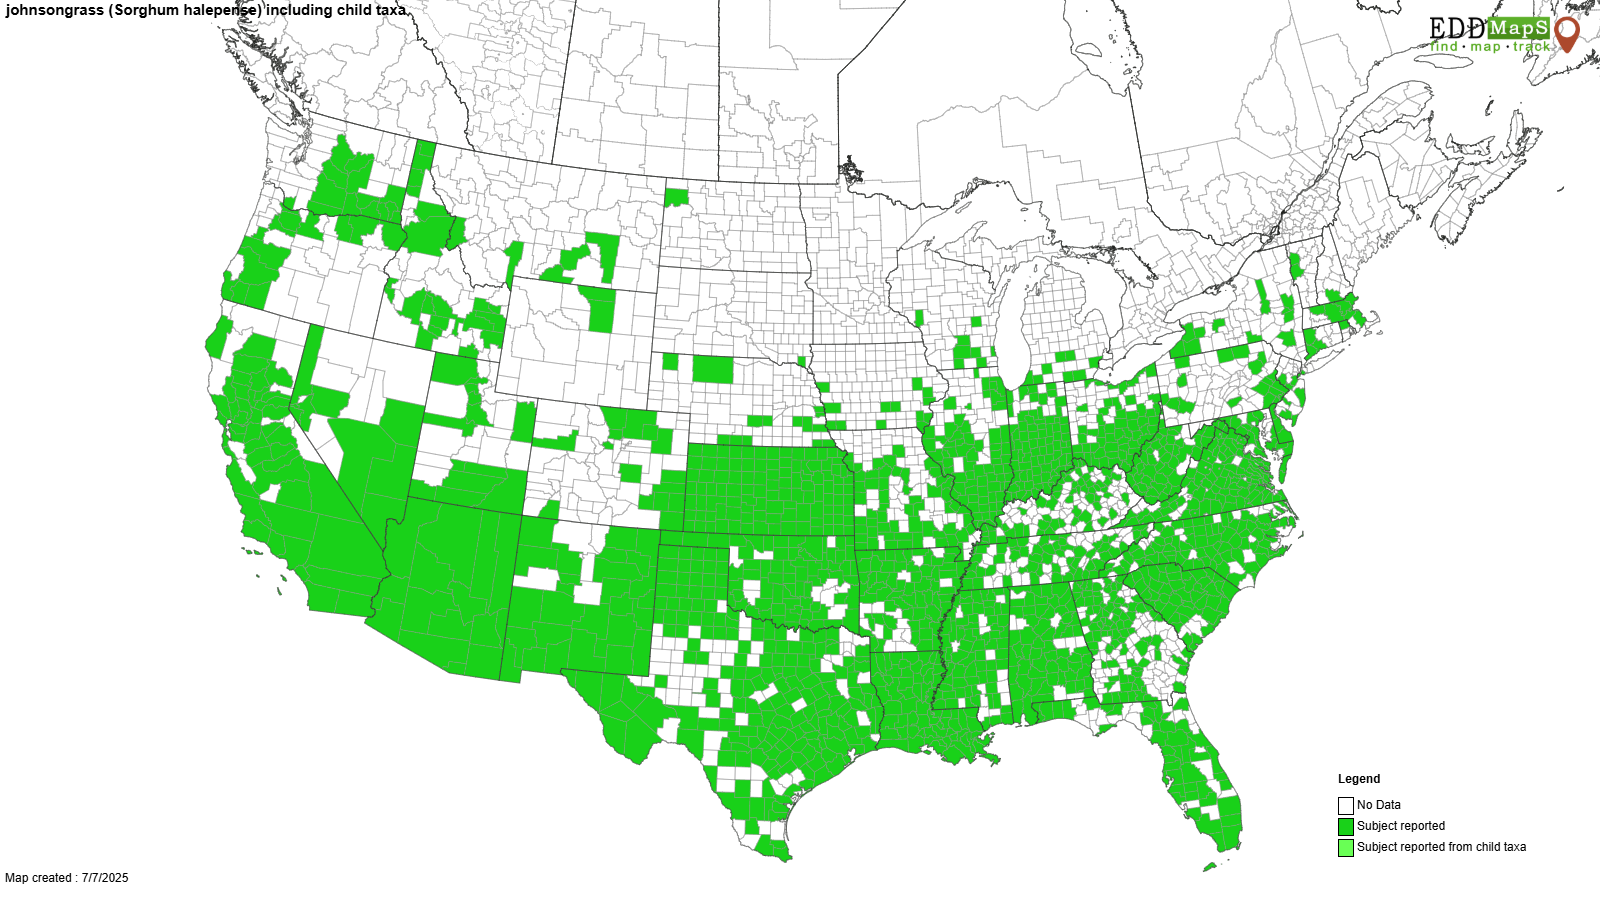 johnsongrass (Sorghum halepense) including child taxa.
EDDMapS
find · map · track
Legend
No Data
Subject reported
Subject reported from child taxa
Map created : 7/7/2025